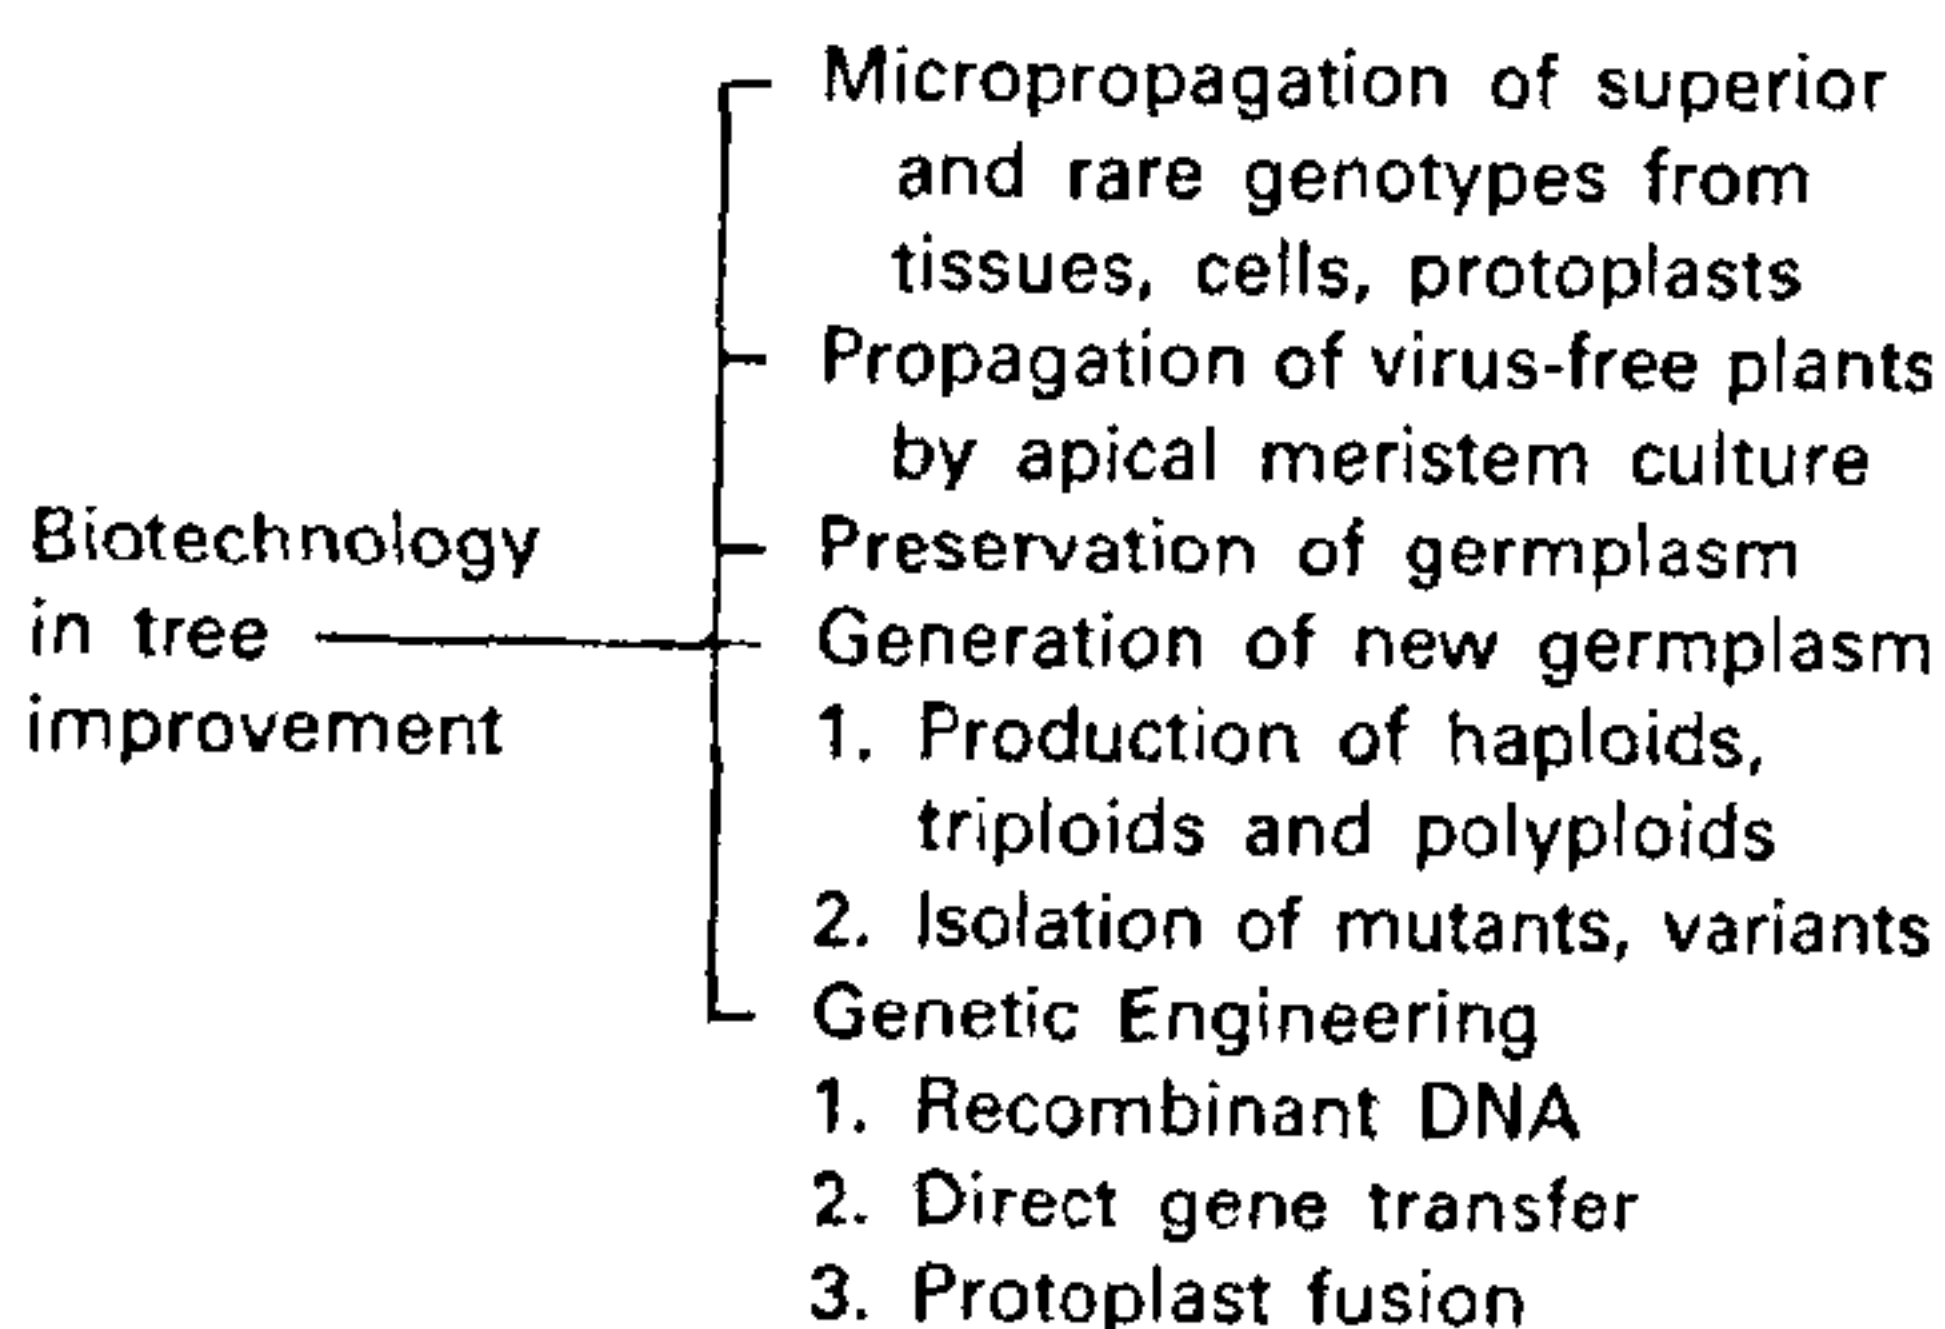 Biotechnology
in tree
improvement
Micropropagation of superior
and rare genotypes from
tissues, cells, protoplasts
Propagation of virus-free plants
by apical meristem culture
Preservation of germplasm
Generation of new germplasm
1. Production of haploids,
triploids and polyploids
2. Isolation of mutants, variants
Genetic Engineering
1. Recombinant DNA
2. Direct gene transfer
3. Protoplast fusion